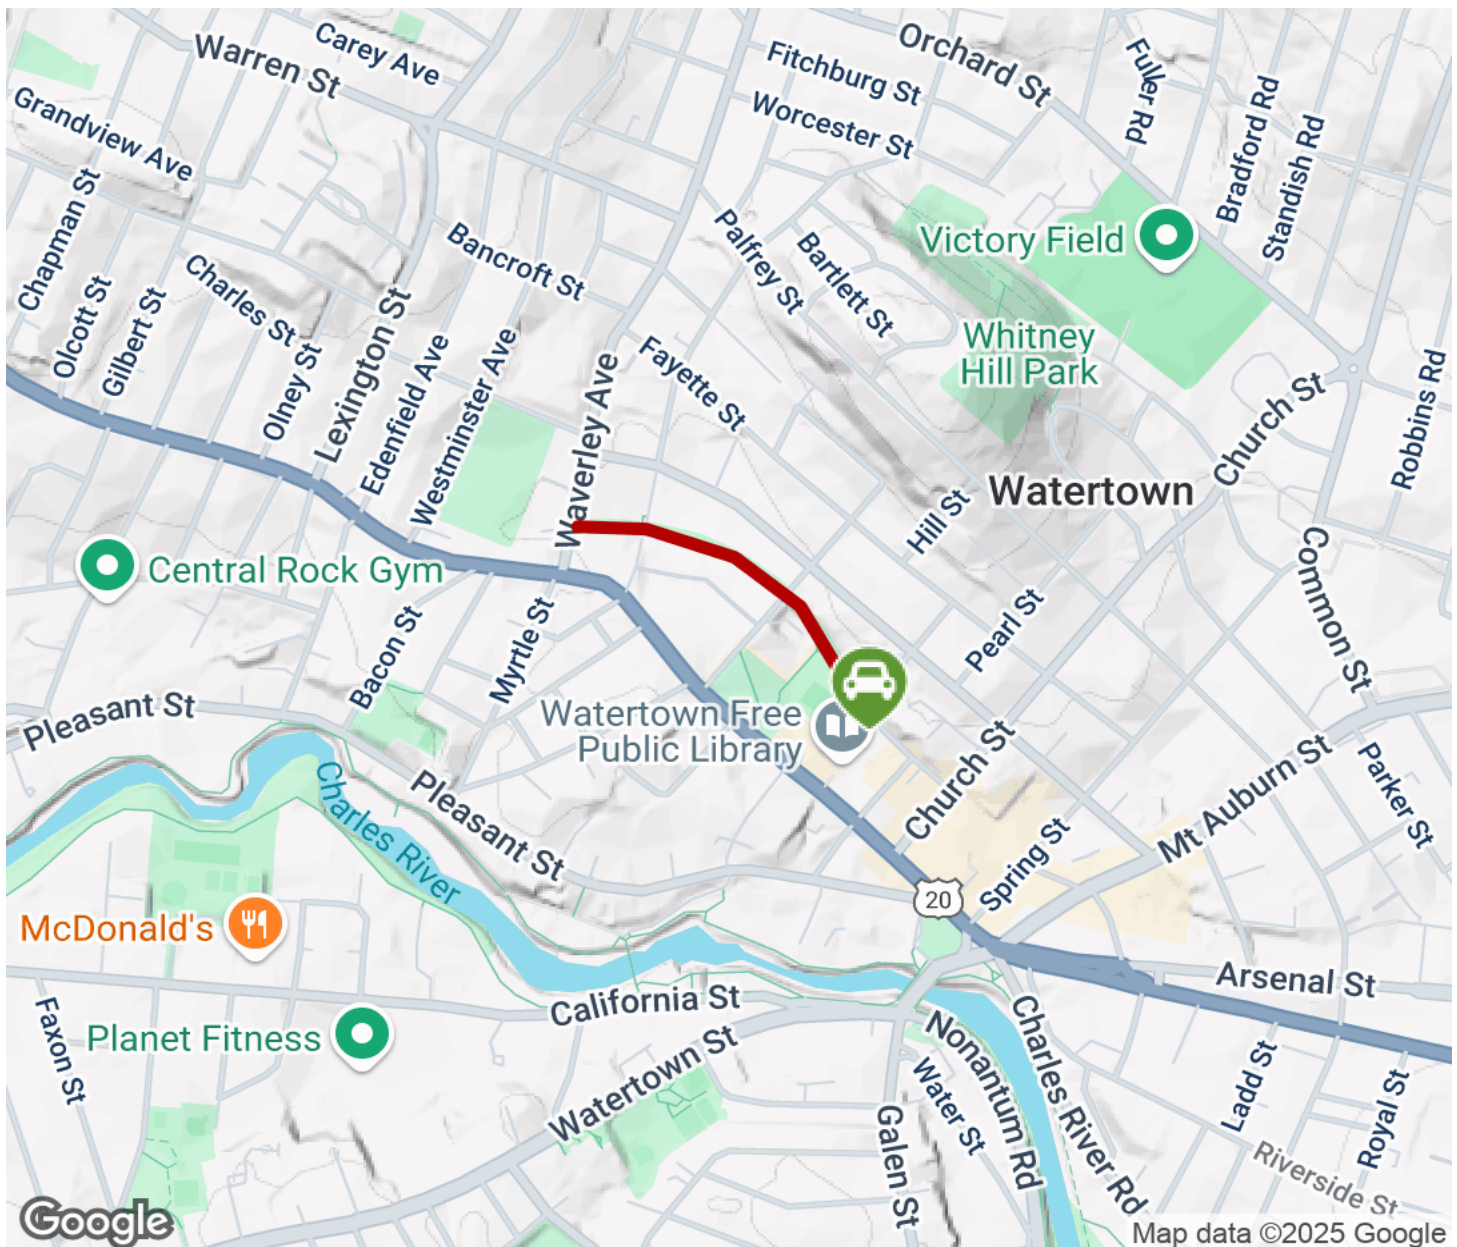 Carey Ave
Warren St
Orchard St
Fitchburg St
Worcester St
Fuller Rd
Bradford Rd
Standish Rd
Grandview Ave
Chapman St
Olcott St
Gilbert St
Charles St
Olney St
Lexington St
Bancroft St
Edenfield Ave
Westminster Ave
Waverley Ave
Fayette St
Palfrey St
Bartlett St
Victory Field
Whitney
Hill Park
Church St
Robbins Rd
Watertown
Hill St
Common St
Central Rock Gym
Bacon St
Myrtle St
Pearl St
Pleasant St
Watertown Free
Public Library
Church St
Mt Auburn St
Parker St
Charles River
Pleasant St
Spring St
20
McDonald's
Arsenal St
California St
Faxon St
Planet Fitness
Watertown St
Nonantum Rd
Charles River Rd
Water St
Galen St
Ladd St
Royal St
Riverside St
Google
Map data ©2025 Google